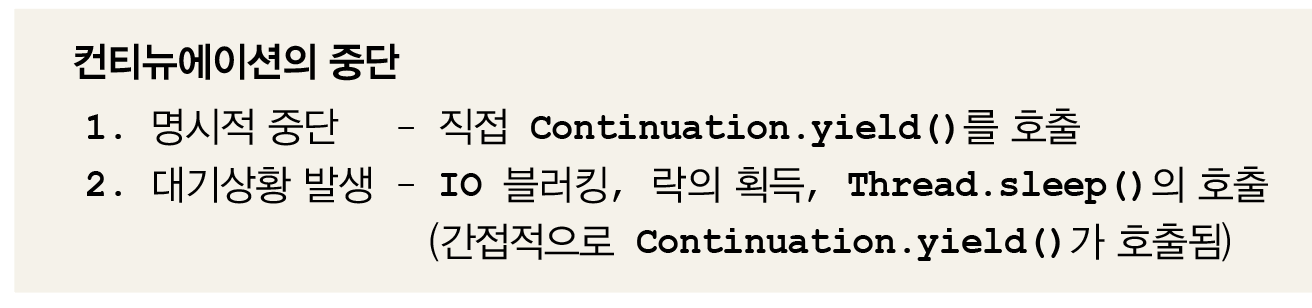 컨티뉴에이션의 중단
1. 명시적 중단 - 직접 Continuation.yield()를 호출
2. 대기상황 발생 - IO 블러킹, 락의 획득, Thread.sleep()의 호출
(간접적으로 Continuation.yield()가 호출됨)